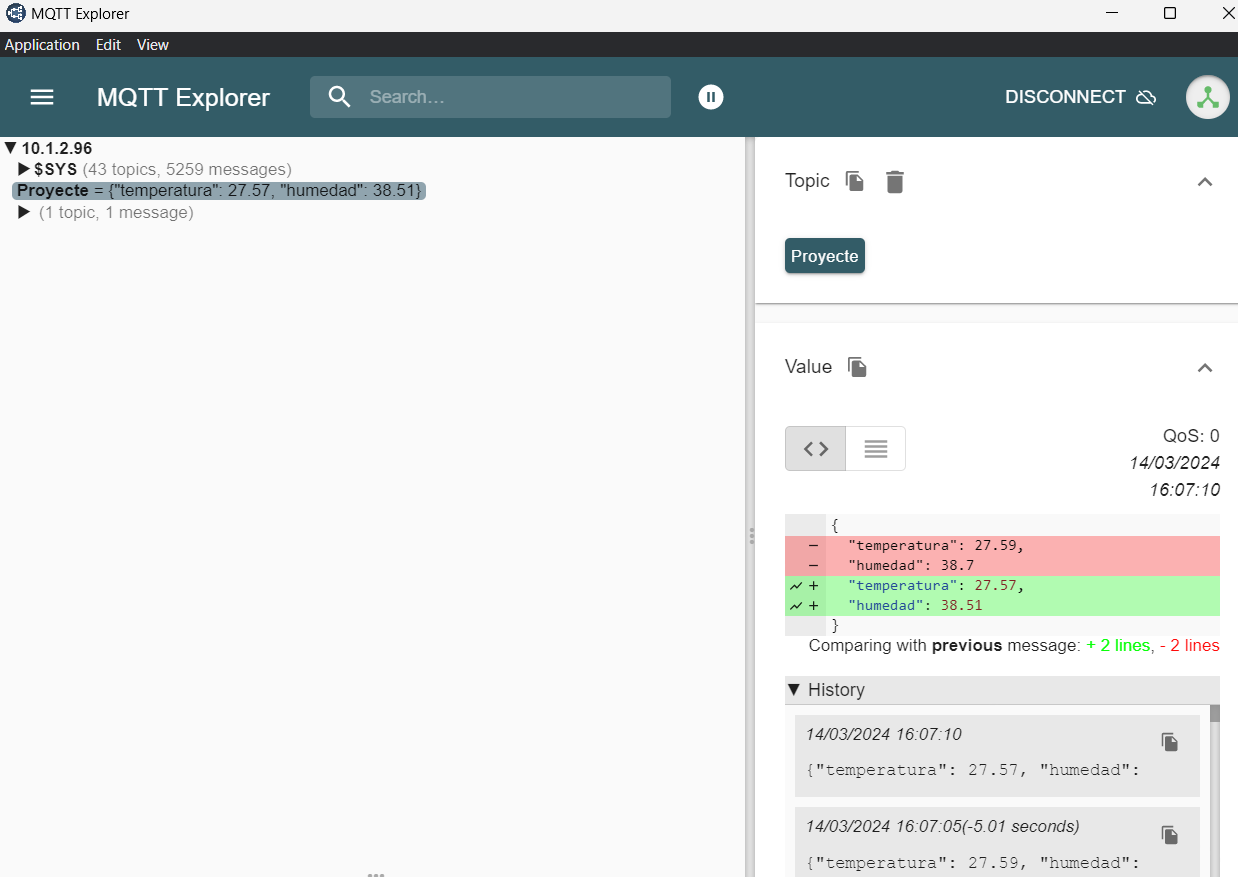 MQTT Explorer
Application Edit View
MQTT Explorer
Search...
DISCONNECT
10.1.2.96
$SYS (43 topics, 5259 messages)
Proyecte = {"temperatura": 27.57, "humedad": 38.51}
(1 topic, 1 message)
Topic
Proyecte
Value
QoS: 0
14/03/2024
16:07:10
{
− "temperatura": 27.59,
− "humedad": 38.7
+ "temperatura": 27.57,
+ "humedad": 38.51
}
Comparing with previous message: + 2 lines, - 2 lines
History
14/03/2024 16:07:10
{"temperatura": 27.57, "humedad":
14/03/2024 16:07:05(-5.01 seconds)
{"temperatura": 27.59, "humedad":